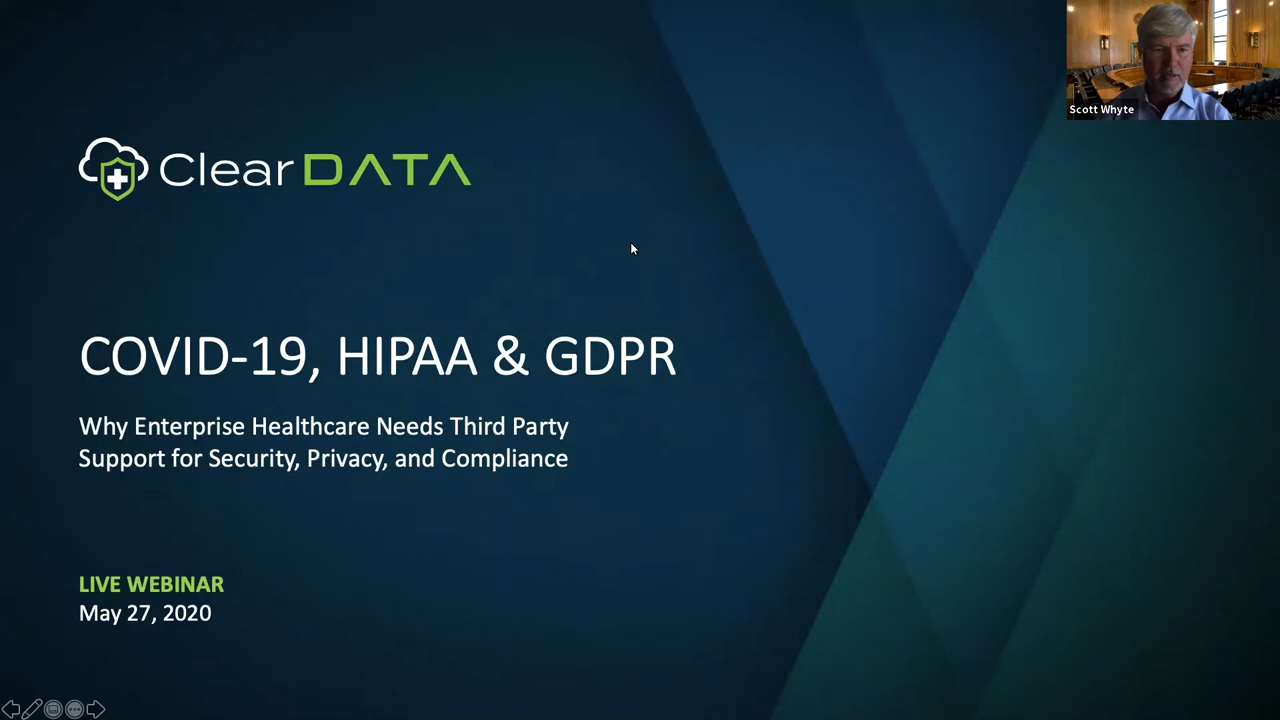 Scott Whyte
ClearDATA
COVID-19, HIPAA & GDPR
Why Enterprise Healthcare Needs Third Party
Support for Security, Privacy, and Compliance
LIVE WEBINAR
May 27, 2020